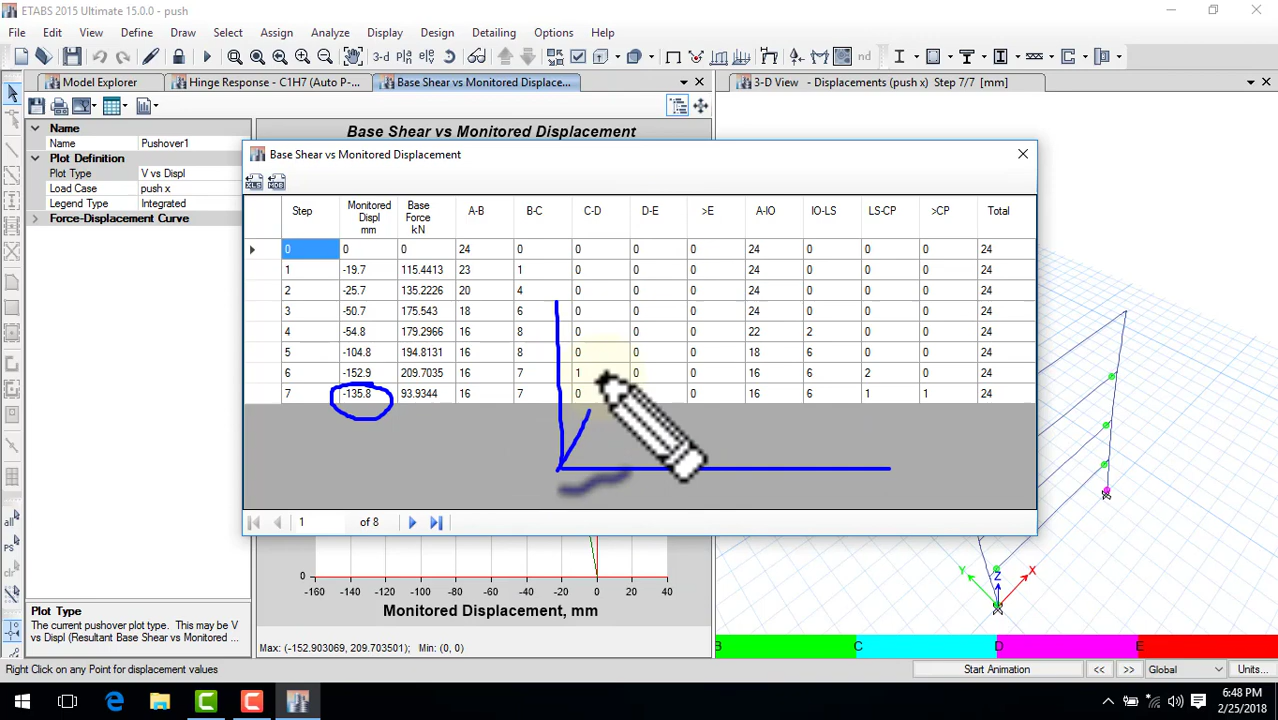 ETABS 2015 Ultimate 15.0.0 - push
File Edit View Define Draw Select Assign Analyze Display Design Detailing Options Tools Help
3-d plan elev nd
Model Explorer
Hinge Response - C1H7 (Auto P-...
Base Shear vs Monitored Displace...
3-D View - Displacements (push x) Step 7/7 [mm]
Name
Name Pushover1
Plot Definition
Plot Type V vs Displ
Load Case push x
Legend Type Integrated
Force-Displacement Curve
Base Shear vs Monitored Displacement
Base Shear vs Monitored Displacement
XLS MDB
Step Monitored Displ mm Base Force kN A-B B-C C-D D-E >E A-IO IO-LS LS-CP >CP Total
0 0 0 24 0 0 0 0 24 0 0 0 24
1 -19.7 115.4413 23 1 0 0 0 24 0 0 0 24
2 -25.7 135.2226 20 4 0 0 0 24 0 0 0 24
3 -50.7 175.543 18 6 0 0 0 24 0 0 0 24
4 -54.8 179.2966 16 8 0 0 0 22 2 0 0 24
5 -104.8 194.8131 16 8 0 0 0 18 6 0 0 24
6 -152.9 209.7035 16 7 1 0 0 16 6 2 0 24
7 -135.8 93.9344 16 7 0 0 16 6 1 1 24
1 of 8
0
-160 -140 -120 -100 -80 -60 -40 -20 0 20 40
Monitored Displacement, mm
Max: (-152.903069, 209.703501); Min: (0, 0)
Plot Type
The current pushover plot type. This may be V
vs Displ (Resultant Base Shear vs Monitored ...
all
PS
clr
Y Z X
B C D E
Right Click on any Point for displacement values
Start Animation << >> Global Units...
6:48 PM
2/25/2018